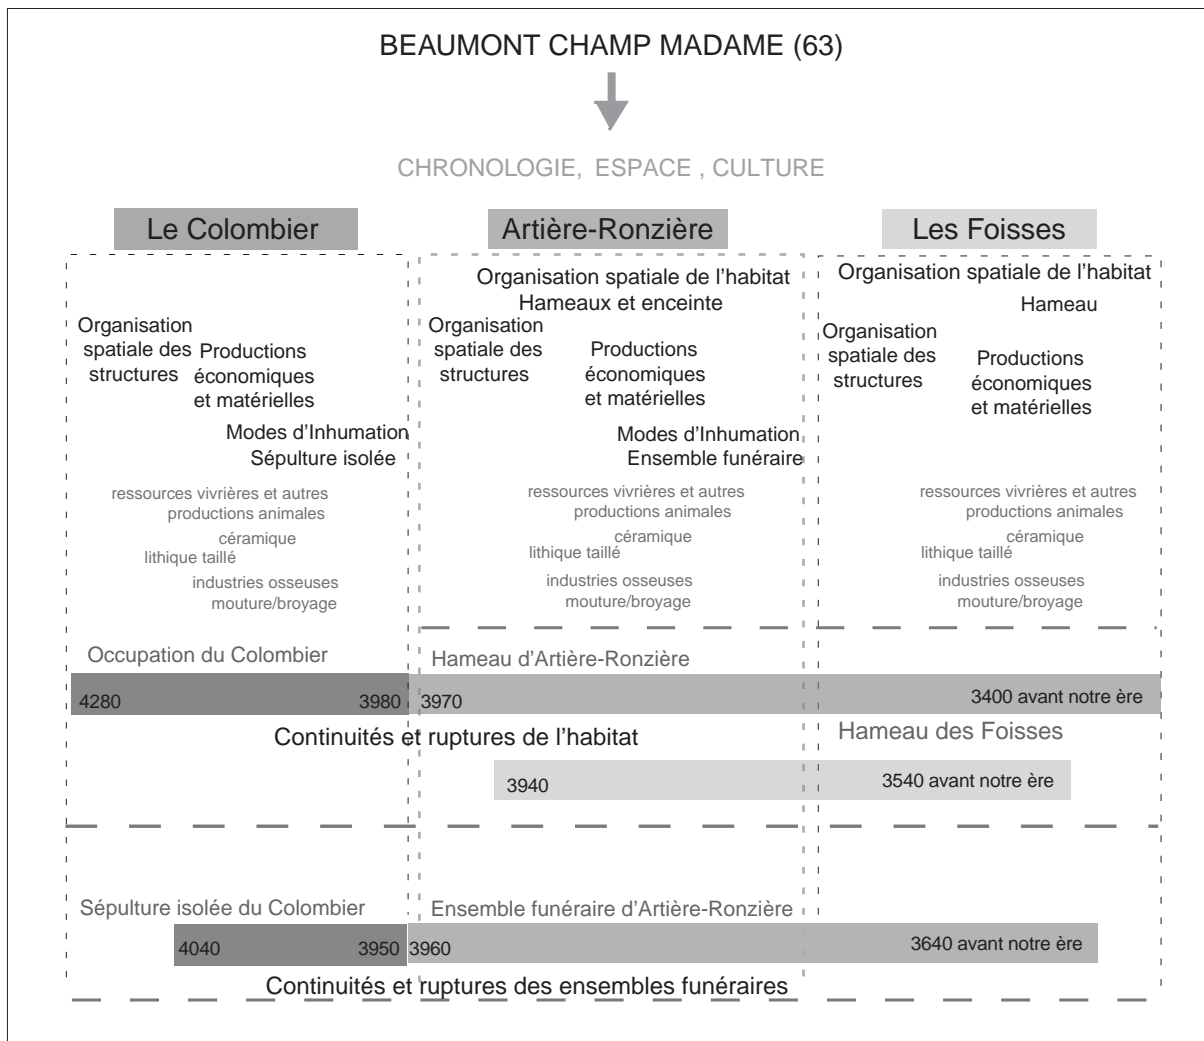 BEAUMONT CHAMP MADAME (63)
CHRONOLOGIE, ESPACE , CULTURE
Le Colombier
Organisation
spatiale des
structures
Productions
économiques
et matérielles
Modes d’Inhumation
Sépulture isolée
ressources vivrières et autres
productions animales
céramique
lithique taillé
industries osseuses
mouture/broyage
Artière-Ronzière
Organisation spatiale de l’habitat
Hameaux et enceinte
Organisation
spatiale des
structures
Productions
économiques
et matérielles
Modes d’Inhumation
Ensemble funéraire
ressources vivrières et autres
productions animales
céramique
lithique taillé
industries osseuses
mouture/broyage
Les Foisses
Organisation spatiale de l’habitat
Hameau
Organisation
spatiale des
structures
Productions
économiques
et matérielles
ressources vivrières et autres
productions animales
céramique
lithique taillé
industries osseuses
mouture/broyage
Occupation du Colombier
Hameau d’Artière-Ronzière
4280 3980 3970 3400 avant notre ère
Continuités et ruptures de l’habitat
Hameau des Foisses
3940 3540 avant notre ère
Sépulture isolée du Colombier
Ensemble funéraire d’Artière-Ronzière
4040 3950 3960 3640 avant notre ère
Continuités et ruptures des ensembles funéraires